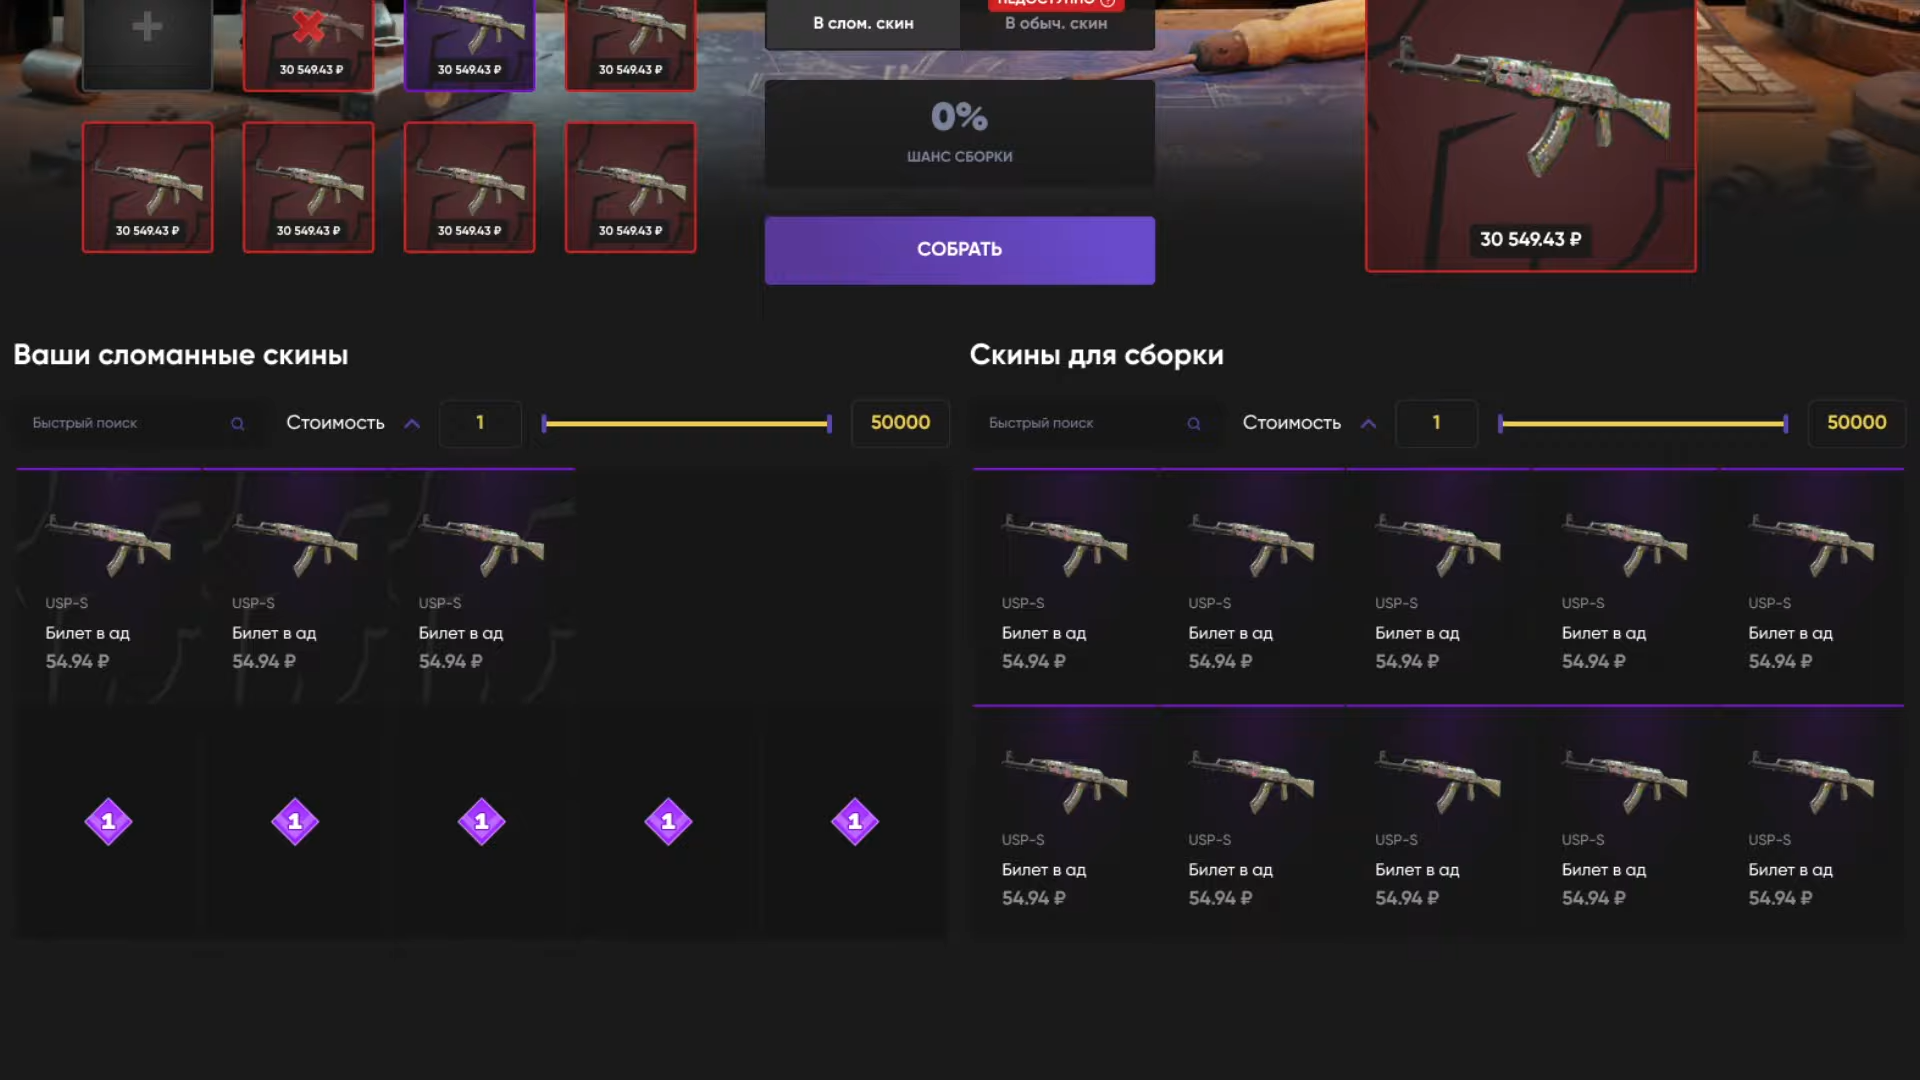 НЕДОСТУПНО ?
В слом. скин
В обыч. скин
30 549.43 ₽
30 549.43 ₽
30 549.43 ₽
0%
ШАНС СБОРКИ
30 549.43 ₽
30 549.43 ₽
30 549.43 ₽
30 549.43 ₽
30 549.43 ₽
СОБРАТЬ
Ваши сломанные скины
Быстрый поиск
Стоимость
1
50000
USP-S
Билет в ад
54.94 ₽
USP-S
Билет в ад
54.94 ₽
USP-S
Билет в ад
54.94 ₽
1
1
1
1
1
Скины для сборки
Быстрый поиск
Стоимость
1
50000
USP-S
Билет в ад
54.94 ₽
USP-S
Билет в ад
54.94 ₽
USP-S
Билет в ад
54.94 ₽
USP-S
Билет в ад
54.94 ₽
USP-S
Билет в ад
54.94 ₽
USP-S
Билет в ад
54.94 ₽
USP-S
Билет в ад
54.94 ₽
USP-S
Билет в ад
54.94 ₽
USP-S
Билет в ад
54.94 ₽
USP-S
Билет в ад
54.94 ₽